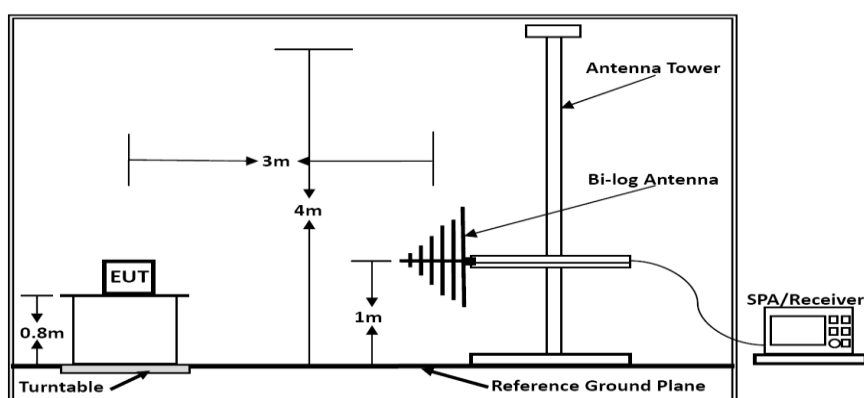 Antenna Tower
3m
Bi-log Antenna
4m
EUT
SPA/Receiver
0.8m
1m
Turntable
Reference Ground Plane